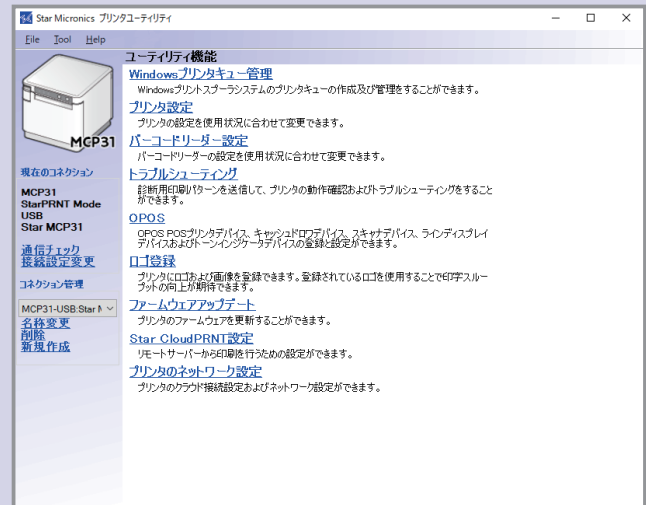 Star Micronics プリンタユーティリティ
File Tool Help
ユーティリティ機能
Windowsプリンタキュー管理
Windowsプリントスプーラシステムのプリンタキューの作成及び管理をすることができます。
プリンタ設定
プリンタの設定を使用状況に合わせて変更できます。
バーコードリーダー設定
バーコードリーダーの設定を使用状況に合わせて変更できます。
トラブルシューティング
診断用印刷パターンを送信して、プリンタの動作確認およびトラブルシューティングをすること
ができます。
OPOS
OPOS POSプリンタデバイス、キャッシュドロワデバイス、スキャナデバイス、ラインディスプレイ
デバイスおよびトーンインジケータデバイスの登録と設定ができます。
ロゴ登録
プリンタにロゴおよび画像を登録できます。登録されているロゴを使用することで印字スルー
プットの向上が期待できます。
ファームウェアアップデート
プリンタのファームウェアを更新することができます。
Star CloudPRNT設定
リモートサーバーから印刷を行うための設定ができます。
プリンタのネットワーク設定
プリンタのクラウド接続設定およびネットワーク設定ができます。
MCP31
現在のコネクション
MCP31
StarPRNT Mode
USB
Star MCP31
通信チェック
接続設定変更
コネクション管理
MCP31-USB:Star M
名称変更
削除
新規作成